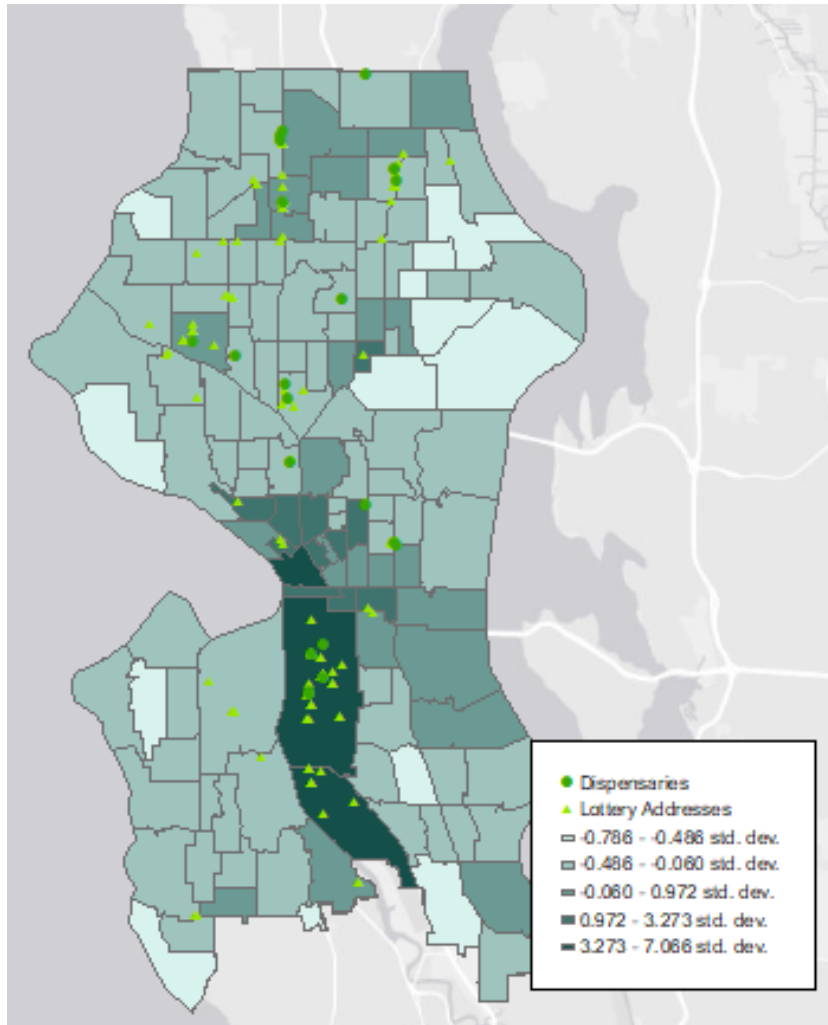 Dispensaries
Lottery Addresses
-0.786 - -0.486 std. dev.
-0.486 - -0.060 std. dev.
-0.060 - 0.972 std. dev.
0.972 - 3.273 std. dev.
3.273 - 7.066 std. dev.